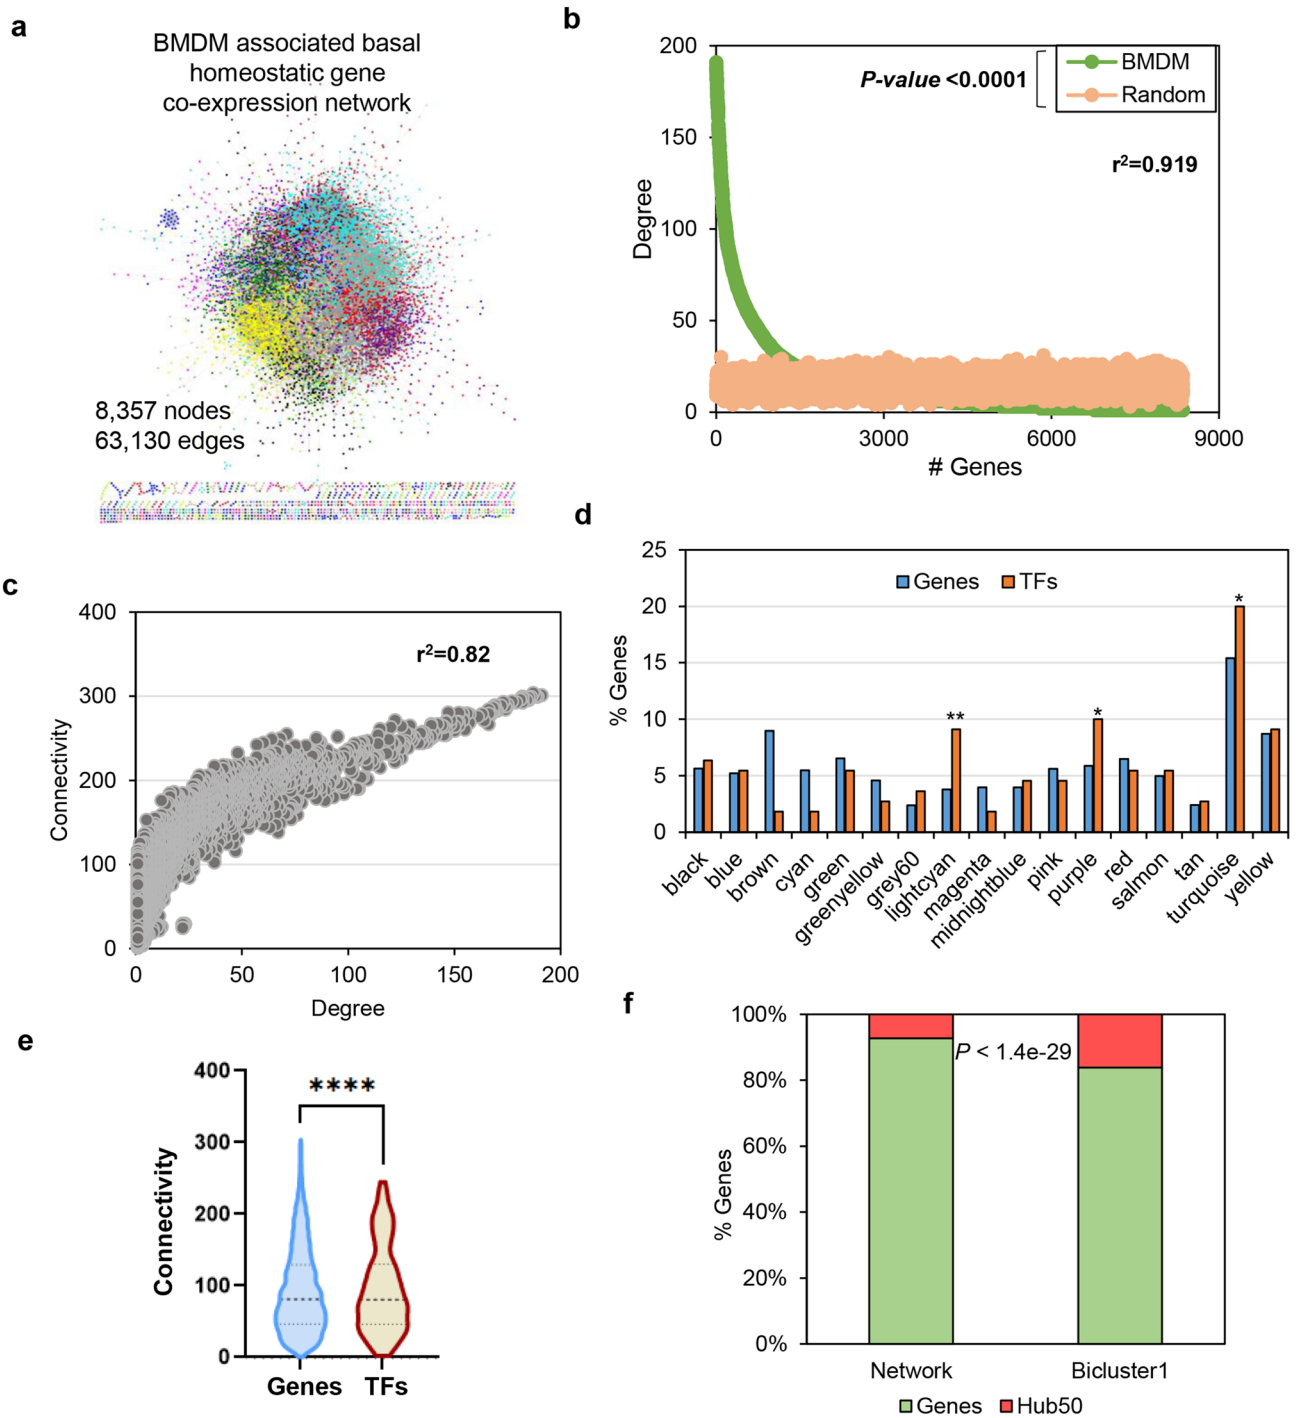 a
BMDM associated basal
homeostatic gene
co-expression network
8,357 nodes
63,130 edges
b
200
150
100
50
0
Degree
P-value <0.0001
BMDM
Random
r²=0.919
0 3000 6000 9000
# Genes
c
400
300
200
100
0
Connectivity
r²=0.82
0 50 100 150 200
Degree
d
25
20
15
10
5
0
% Genes
Genes TFs
**
*
*
black
blue
brown
cyan
green
greenyellow
grey60
lightcyan
magenta
midnightblue
pink
purple
red
salmon
tan
turquoise
yellow
e
400
300
200
100
0
Connectivity
****
Genes TFs
f
100%
80%
60%
40%
20%
0%
% Genes
P < 1.4e-29
Network Bicluster1
Genes Hub50